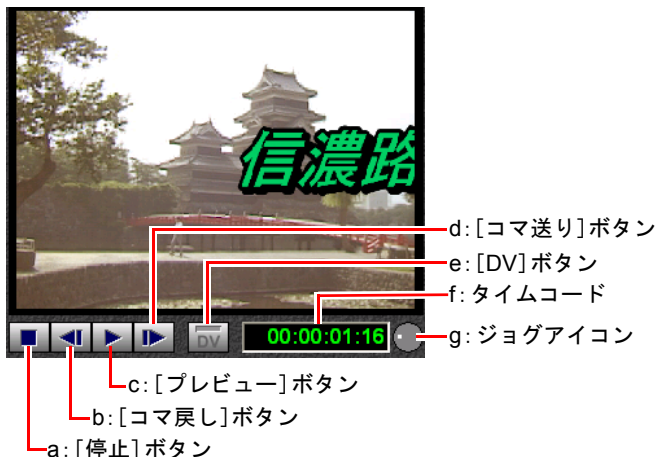 信濃路
d:［コマ送り］ボタン
e:［DV］ボタン
f:タイムコード
DV
00:00:01:16
g:ジョグアイコン
c:［プレビュー］ボタン
b:［コマ戻し］ボタン
a:［停止］ボタン